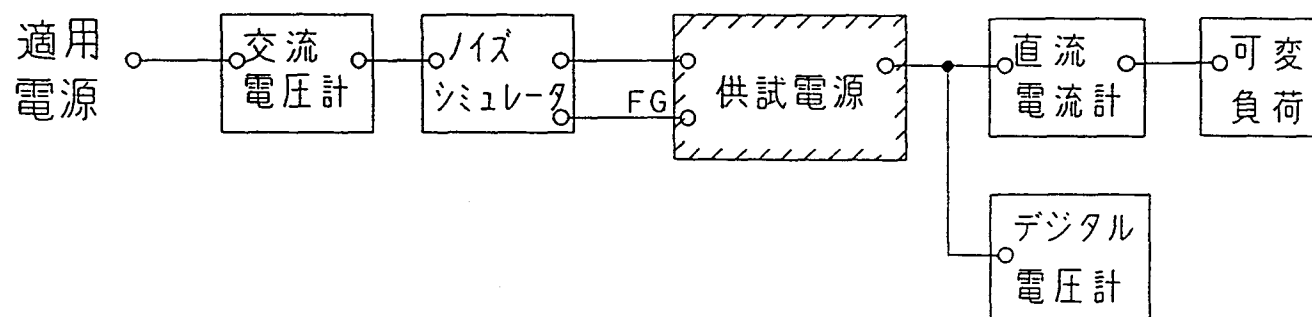 適用
電源
交流
電圧計
ノイズ
シミュレータ
FG
供試電源
直流
電流計
可変
負荷
デジタル
電圧計